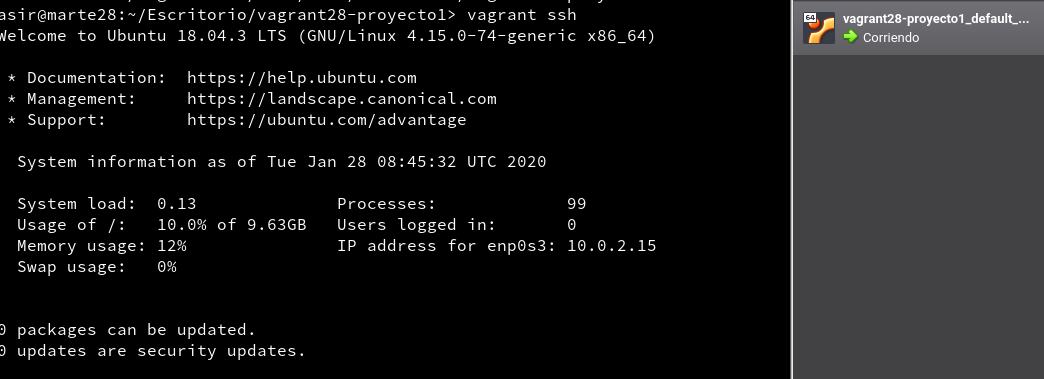 asir@marte28:~/Escritorio/vagrant28-proyecto1> vagrant ssh
Welcome to Ubuntu 18.04.3 LTS (GNU/Linux 4.15.0-74-generic x86_64)
* Documentation: https://help.ubuntu.com
* Management: https://landscape.canonical.com
* Support: https://ubuntu.com/advantage
System information as of Tue Jan 28 08:45:32 UTC 2020
System load: 0.13 Processes: 99
Usage of /: 10.0% of 9.63GB Users logged in: 0
Memory usage: 12% IP address for enp0s3: 10.0.2.15
Swap usage: 0%
0 packages can be updated.
0 updates are security updates.
64
vagrant28-proyecto1_default_...
Corriendo